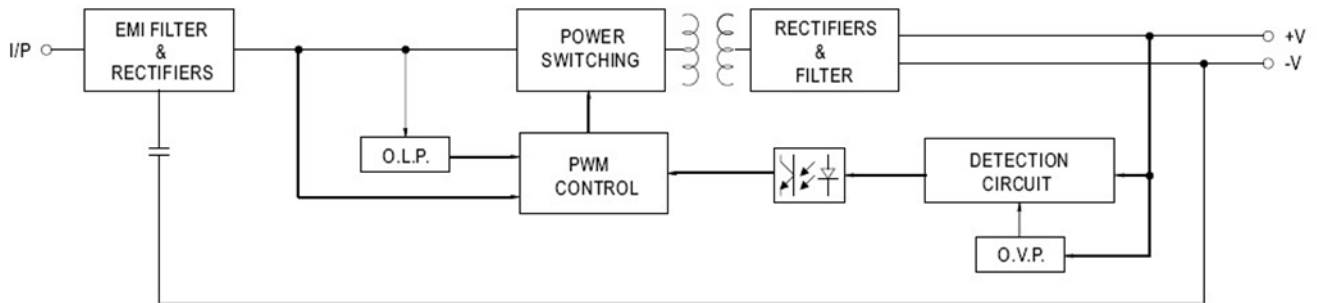 I/P
EMI FILTER
&
RECTIFIERS
POWER
SWITCHING
RECTIFIERS
&
FILTER
+V
-V
O.L.P.
PWM
CONTROL
DETECTION
CIRCUIT
O.V.P.